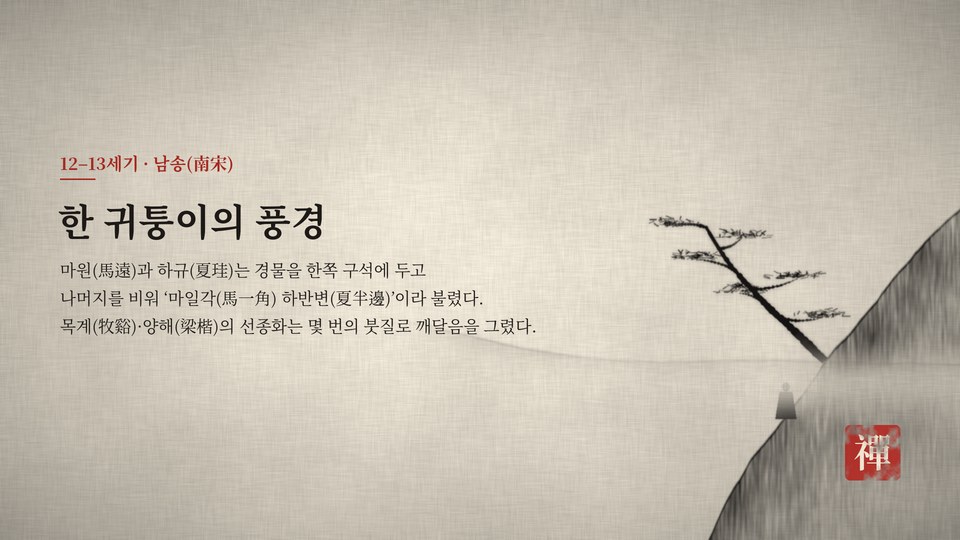 12–13세기 · 남송(南宋)
한 귀퉁이의 풍경
마원(馬遠)과 하규(夏珪)는 경물을 한쪽 구석에 두고
나머지를 비워 ‘마일각(馬一角) 하반변(夏半邊)’이라 불렸다.
목계(牧谿)·양해(梁楷)의 선종화는 몇 번의 붓질로 깨달음을 그렸다.
禪